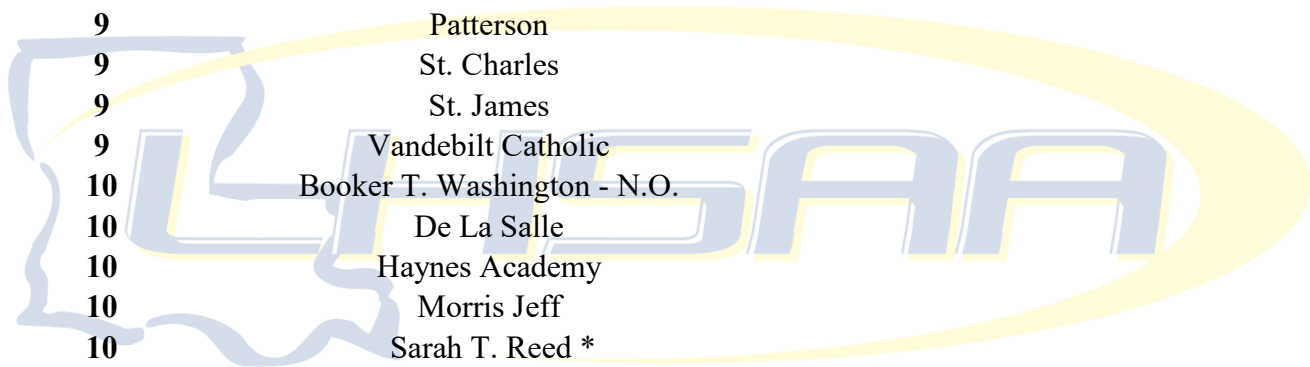 9 Patterson
9 St. Charles
9 St. James
9 Vandebilt Catholic
10 Booker T. Washington - N.O.
10 De La Salle
10 Haynes Academy
10 Morris Jeff
10 Sarah T. Reed *
LHSAA